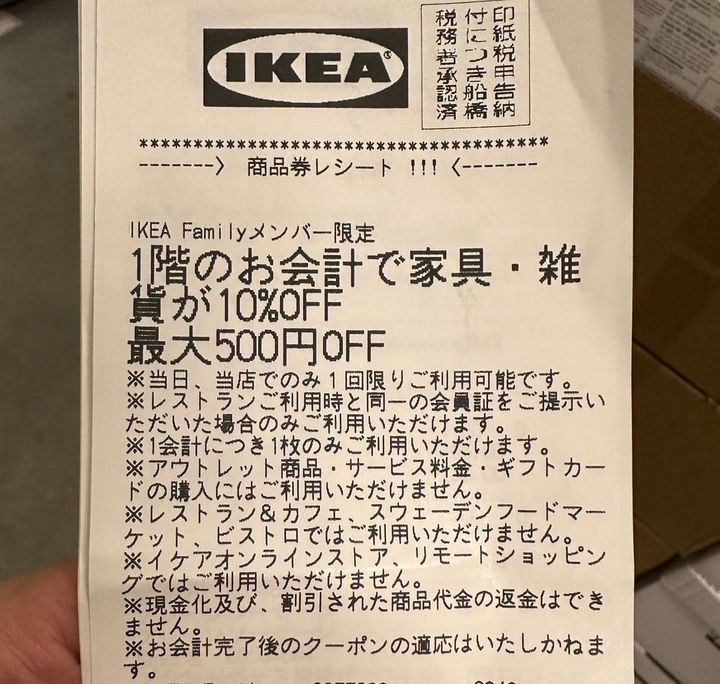 IKEA
印紙税申告納
付につき船橋
税務署承認済
****************************************
-------> 商品券レシート !!! <-------
IKEA Familyメンバー限定
1階のお会計で家具・雑
貨が10%OFF
最大500円OFF
※当日、当店でのみ1回限りご利用可能です。
※レストランご利用時と同一の会員証をご提示い
ただいた場合のみご利用いただけます。
※1会計につき1枚のみご利用いただけます。
※アウトレット商品・サービス料金・ギフトカー
ドの購入にはご利用いただけません。
※レストラン&カフェ、スウェーデンフードマー
ケット、ビストロではご利用いただけません。
※イケアオンラインストア、リモートショッピン
グではご利用いただけません。
※現金化及び、割引された商品代金の返金はでき
ません。
※お会計完了後のクーポンの適応はいたしかねま
す。